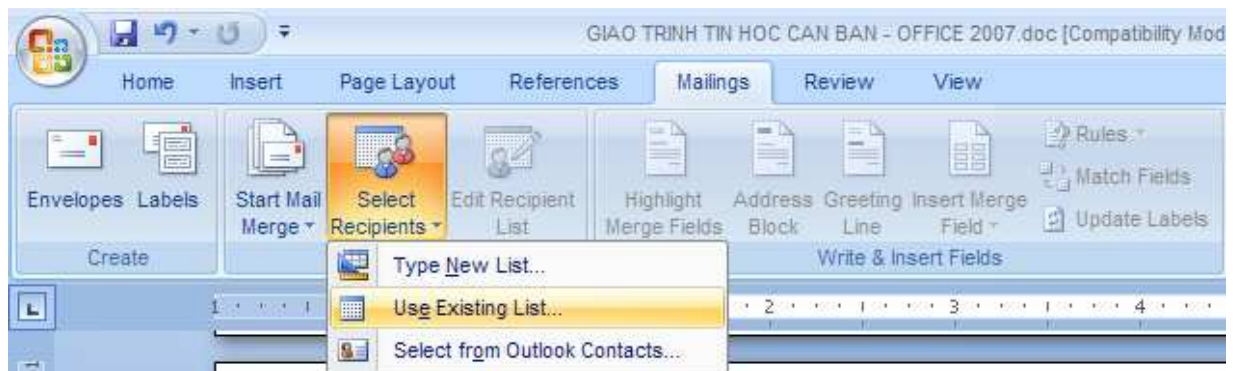 GIAO TRINH TIN HOC CAN BAN - OFFICE 2007.doc [Compatibility Mod
Home Insert Page Layout References Mailings Review View
Envelopes Labels Start Mail Merge Select Recipients Edit Recipient List Highlight Merge Fields Address Block Greeting Line Insert Merge Field Rules
Match Fields
Update Labels
Create Write & Insert Fields
Type New List...
Use Existing List...
Select from Outlook Contacts...
L 1 2 3 4